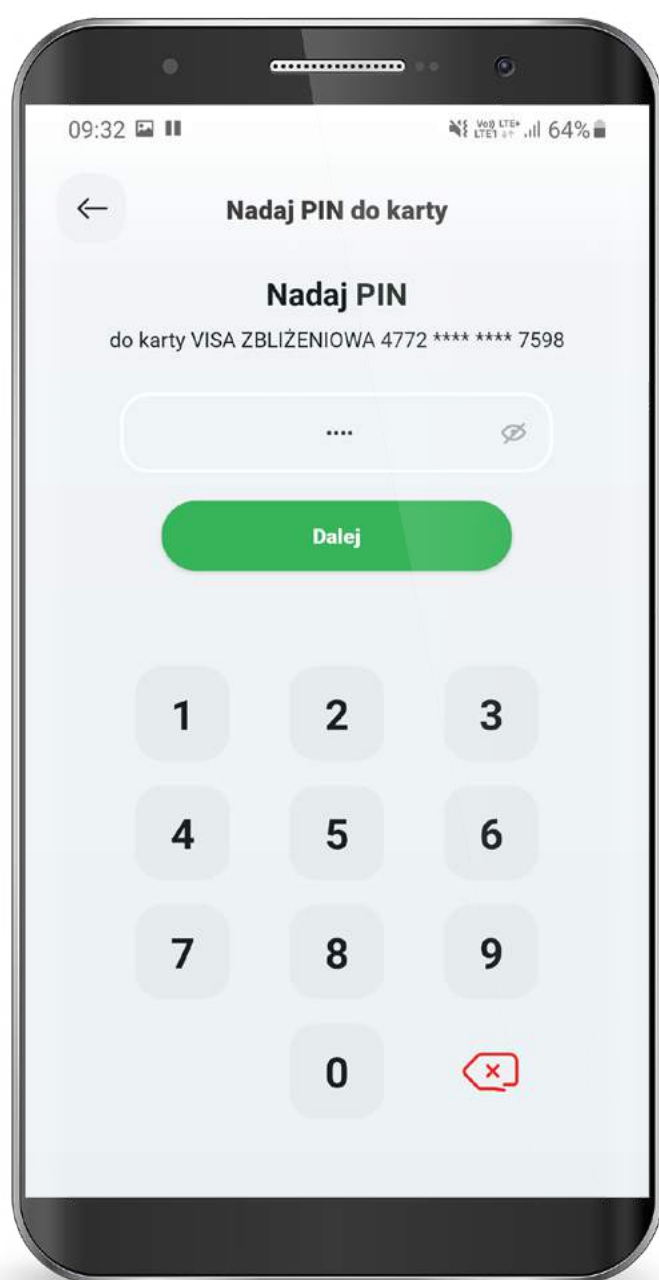 09:32 64%
Nadaj PIN do karty
Nadaj PIN
do karty VISA ZBLIŻENIOWA 4772 **** **** 7598
••••
Dalej
1 2 3
4 5 6
7 8 9
0